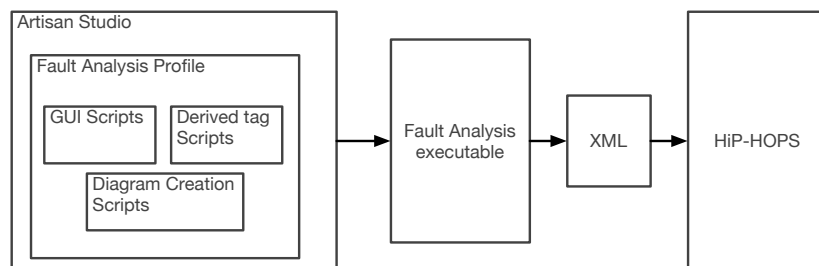 Artisan Studio
Fault Analysis Profile
GUI Scripts
Derived tag
Scripts
Diagram Creation
Scripts
Fault Analysis
executable
XML
HiP-HOPS